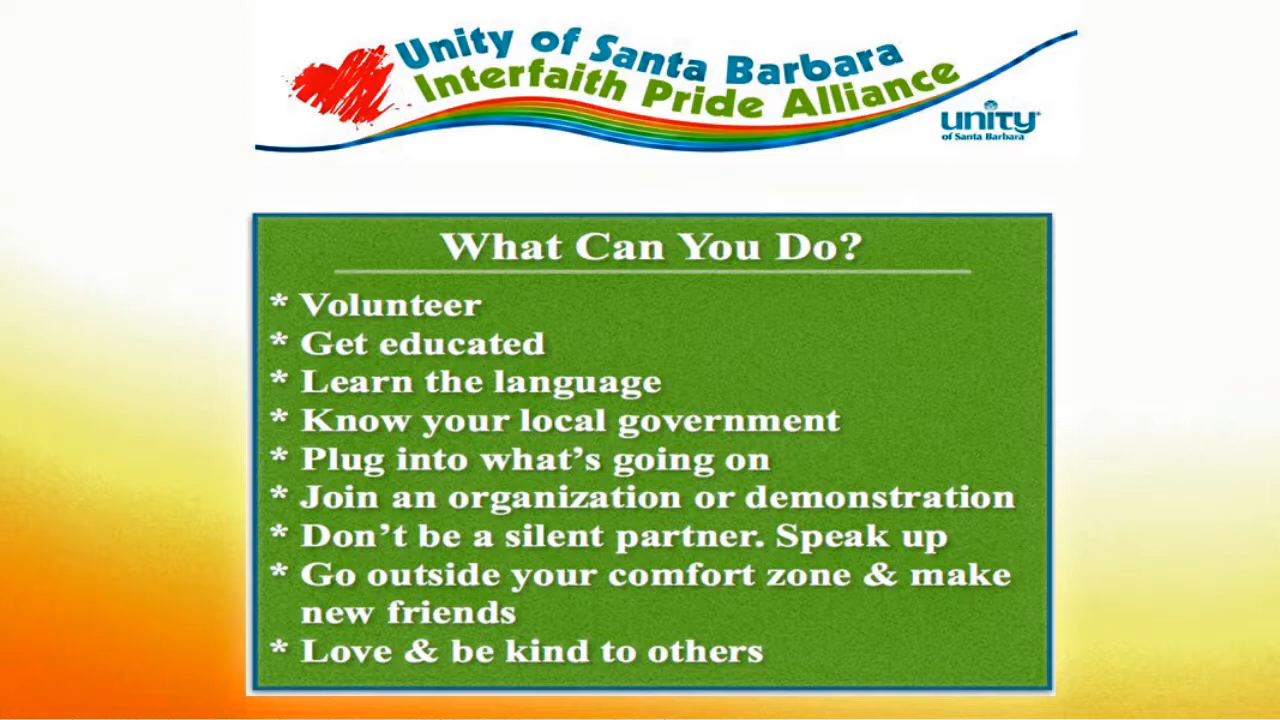 Unity of Santa Barbara
Interfaith Pride Alliance
unity®
of Santa Barbara
What Can You Do?
* Volunteer
* Get educated
* Learn the language
* Know your local government
* Plug into what’s going on
* Join an organization or demonstration
* Don’t be a silent partner. Speak up
* Go outside your comfort zone & make
new friends
* Love & be kind to others